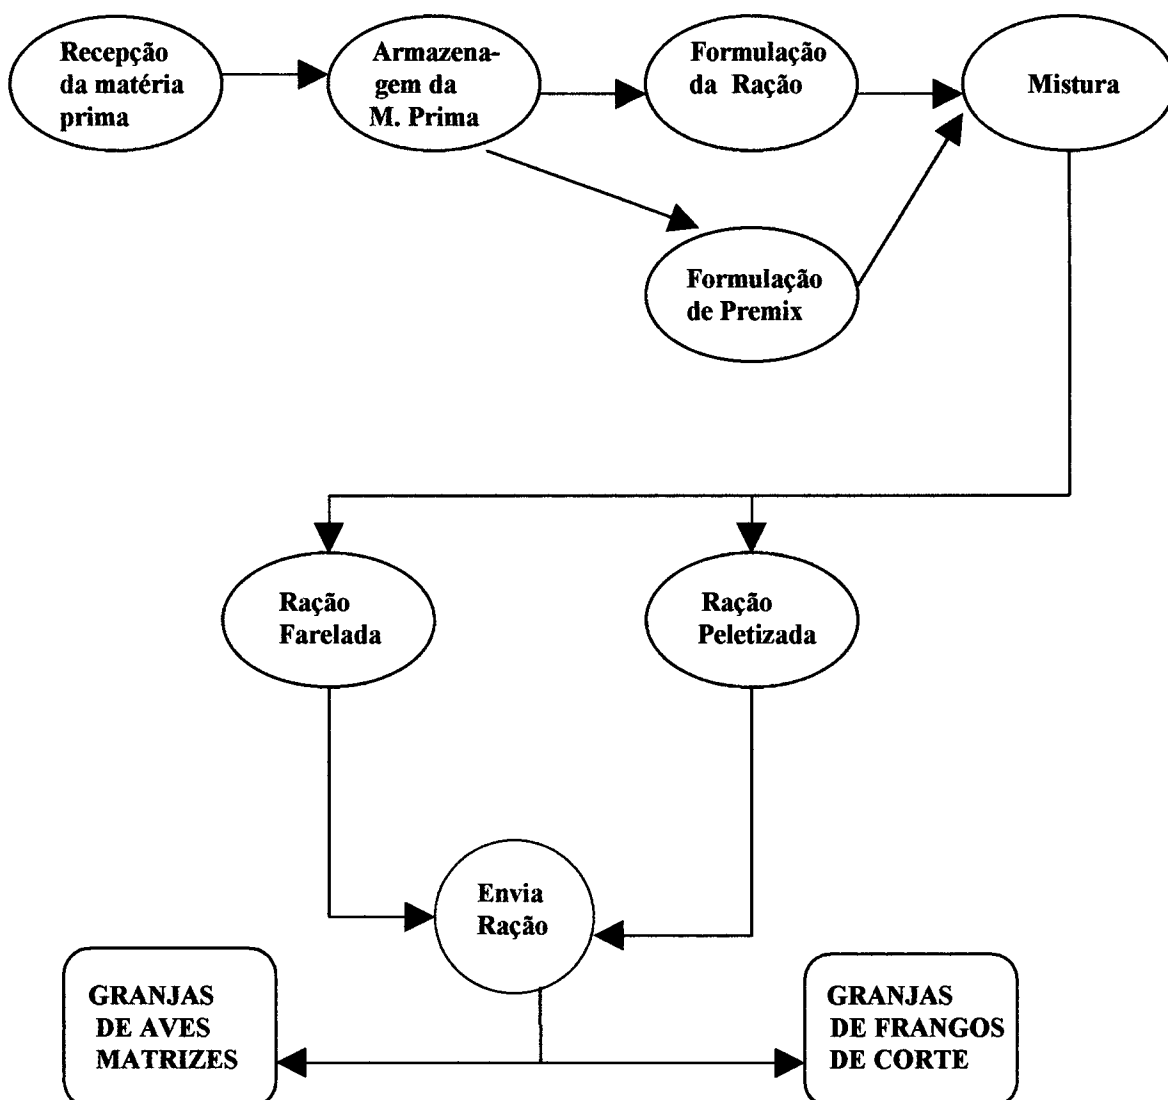 Recepção
da matéria
prima
Armazena-
gem da
M. Prima
Formulação
da Ração
Mistura
Formulação
de Premix
Ração
Farelada
Ração
Peletizada
Envia
Ração
GRANJAS
DE AVES
MATRIZES
GRANJAS
DE FRANGOS
DE CORTE